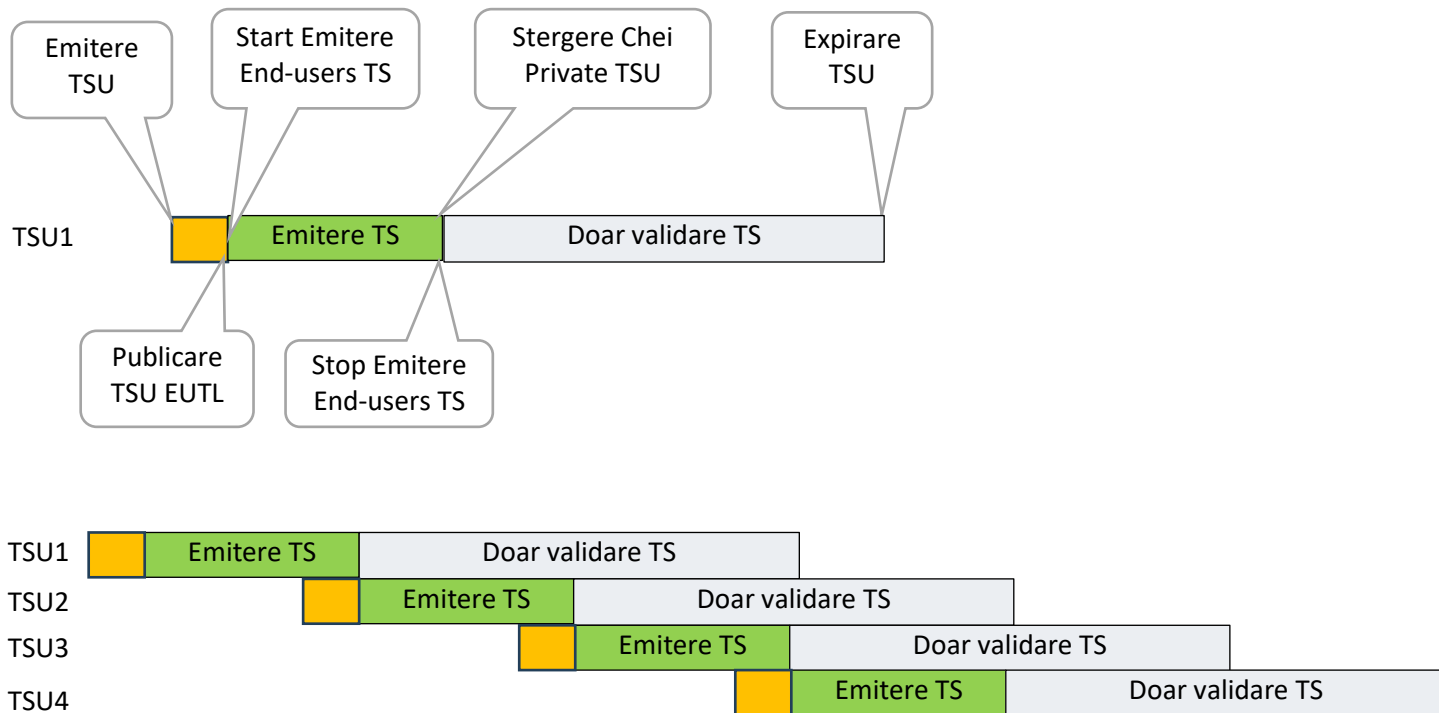 Emitere
TSU
Start Emitere
End-users TS
Stergere Chei
Private TSU
Expirare
TSU
TSU1 Emitere TS Doar validare TS
Publicare
TSU EUTL
Stop Emitere
End-users TS
TSU1 Emitere TS Doar validare TS
TSU2 Emitere TS Doar validare TS
TSU3 Emitere TS Doar validare TS
TSU4 Emitere TS Doar validare TS